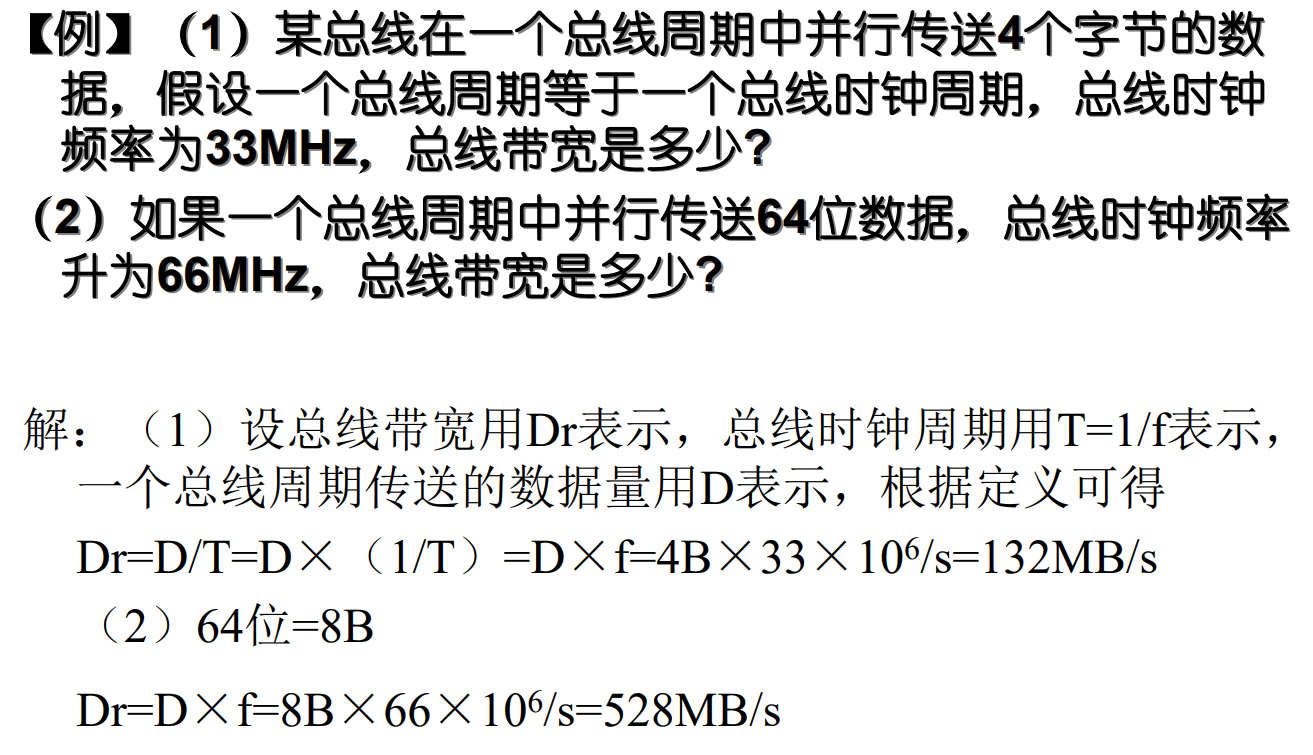 【例】（1）某总线在一个总线周期中并行传送4个字节的数
据，假设一个总线周期等于一个总线时钟周期，总线时钟
频率为33MHz，总线带宽是多少？
（2）如果一个总线周期中并行传送64位数据，总线时钟频率
升为66MHz，总线带宽是多少？
解：（1）设总线带宽用Dr表示，总线时钟周期用T=1/f表示，
一个总线周期传送的数据量用D表示，根据定义可得
Dr=D/T=D×（1/T）=D×f=4B×33×10⁶/s=132MB/s
（2）64位=8B
Dr=D×f=8B×66×10⁶/s=528MB/s